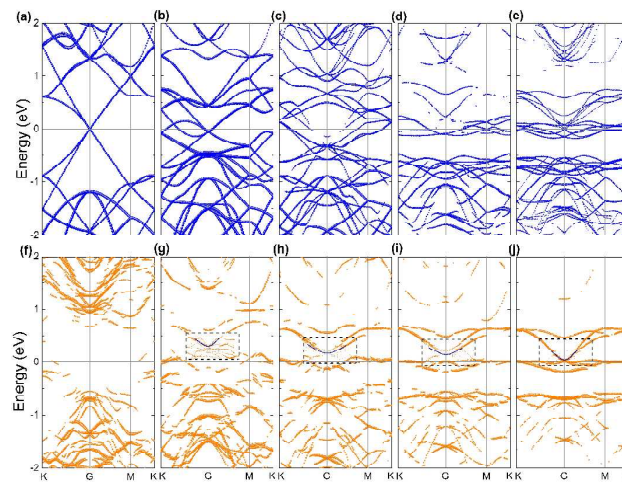 (a) (b) (c) (d) (c)
2
1
0
-1
-2
Energy (eV)
(f) (g) (h) (i) (j)
2
1
0
-1
-2
Energy (eV)
K G M K C M K C M K C M K C M K